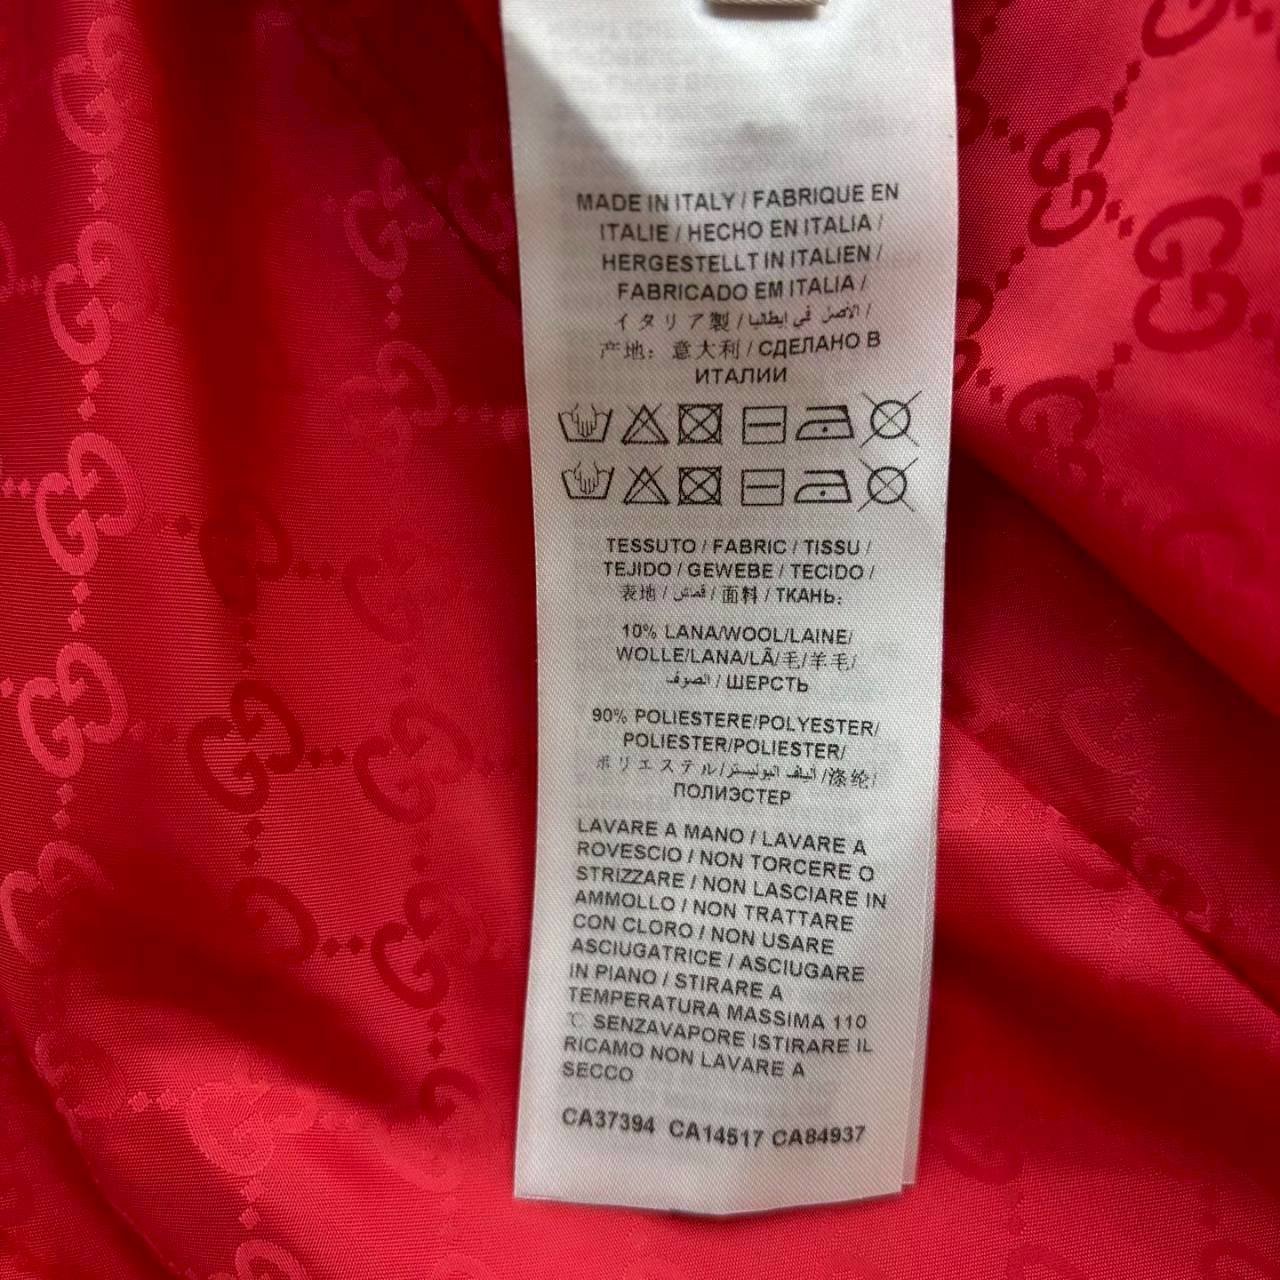 MADE IN ITALY / FABRIQUE EN
ITALIE / HECHO EN ITALIA /
HERGESTELLT IN ITALIEN /
FABRICADO EM ITALIA /
イタリア製 / الأصل في ايطاليا /
产地: 意大利 / СДЕЛАНО В
ИТАЛИИ
TESSUTO / FABRIC / TISSU /
TEJIDO / GEWEBE / TECIDO /
表地 / قماش / 面料 / ТКАНЬ:
10% LANA/WOOL/LAINE/
WOLLE/LANA/LÃ/毛/羊毛/
الصوف / ШЕРСТЬ
90% POLIESTERE/POLYESTER/
POLIESTER/POLIESTER/
ポリエステル/الياف البوليستر/涤纶/
ПОЛИЭСТЕР
LAVARE A MANO / LAVARE A
ROVESCIO / NON TORCERE O
STRIZZARE / NON LASCIARE IN
AMMOLLO / NON TRATTARE
CON CLORO / NON USARE
ASCIUGATRICE / ASCIUGARE
IN PIANO / STIRARE A
TEMPERATURA MASSIMA 110
°C SENZAVAPORE ISTIRARE IL
RICAMO NON LAVARE A
SECCO
CA37394 CA14517 CA84937